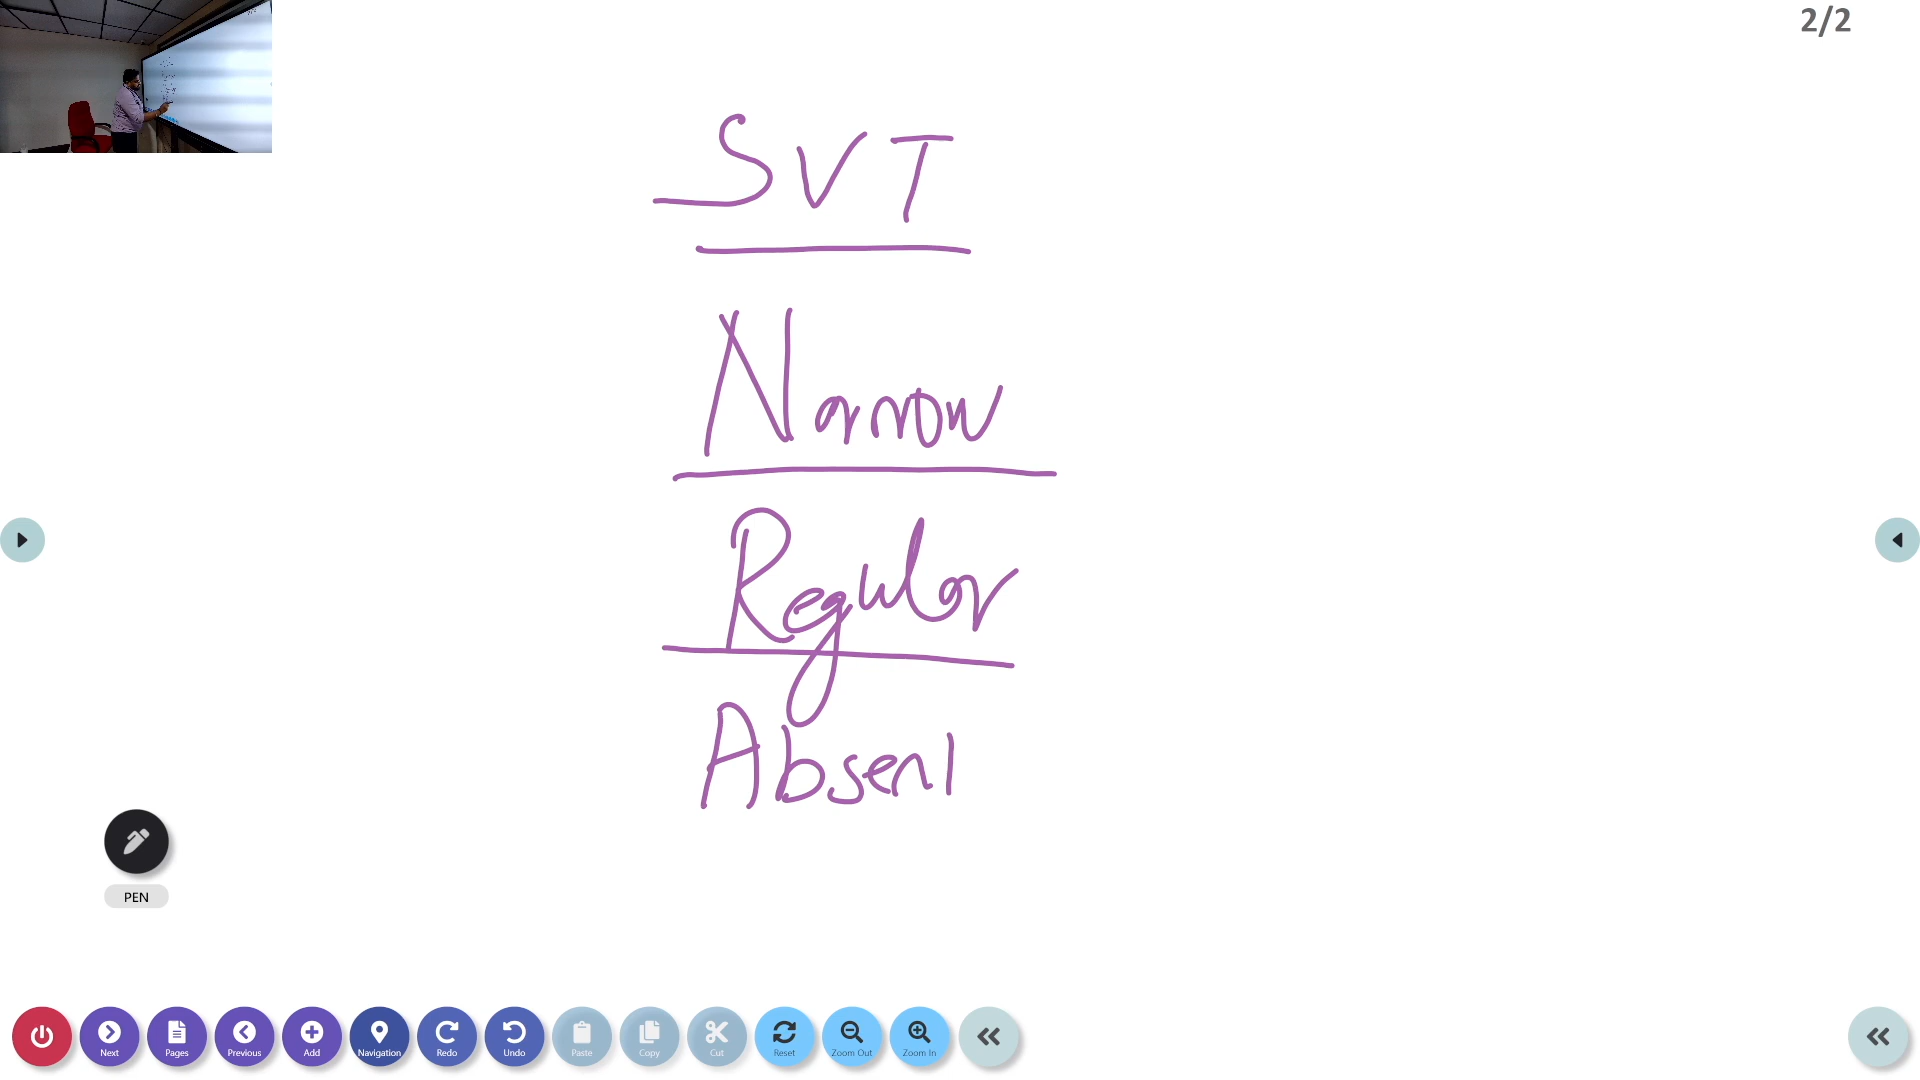 2/2
SVT
Narrow
Regular
Absent
PEN
Next
Pages
Previous
Add
Navigation
Redo
Undo
Paste
Copy
Cut
Reset
Zoom Out
Zoom In